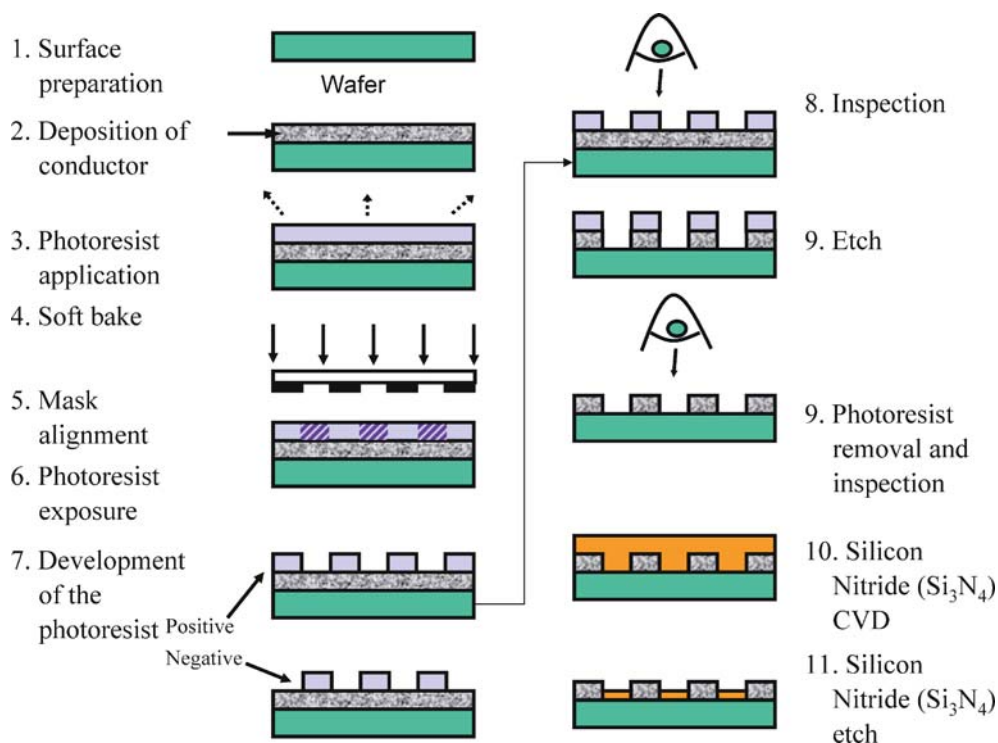 1. Surface
preparation
Wafer
2. Deposition of
conductor
3. Photoresist
application
4. Soft bake
5. Mask
alignment
6. Photoresist
exposure
7. Development
of the
photoresist
Positive
Negative
8. Inspection
9. Etch
9. Photoresist
removal and
inspection
10. Silicon
Nitride (Si₃N₄)
CVD
11. Silicon
Nitride (Si₃N₄)
etch